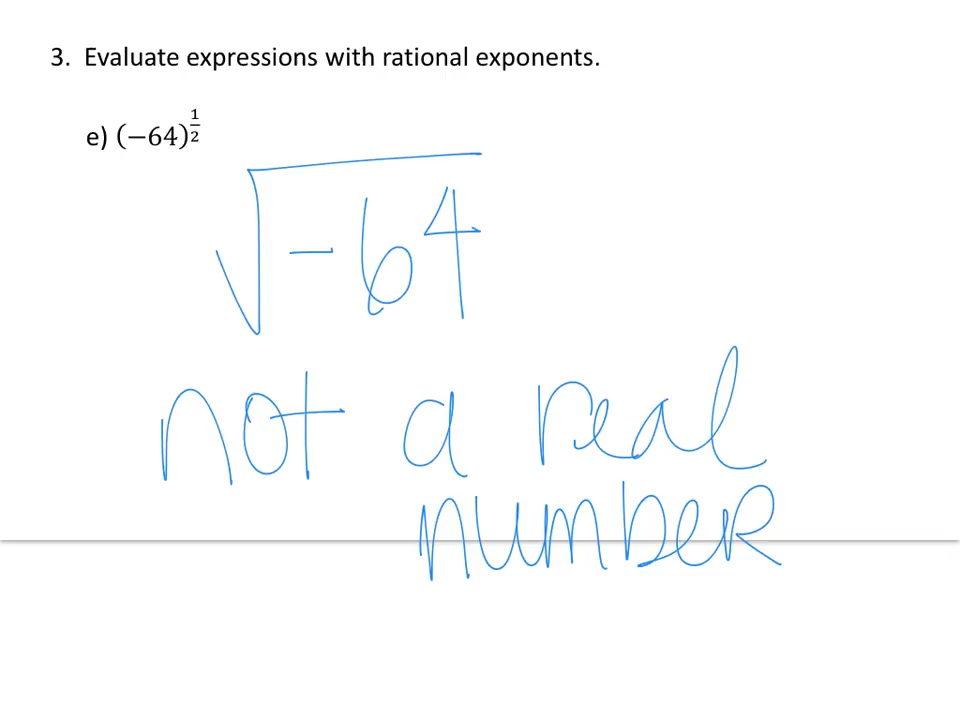 3. Evaluate expressions with rational exponents.
e) (−64)^{1/2}
√-64
not a real
number